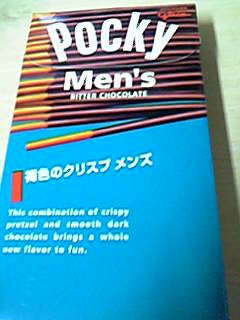 POCKY
Men's
BITTER CHOCOLATE
褐色のクリスプ メンズ
This combination of crispy
pretzel and smooth dark
chocolate brings a whole
new flavor to fun.